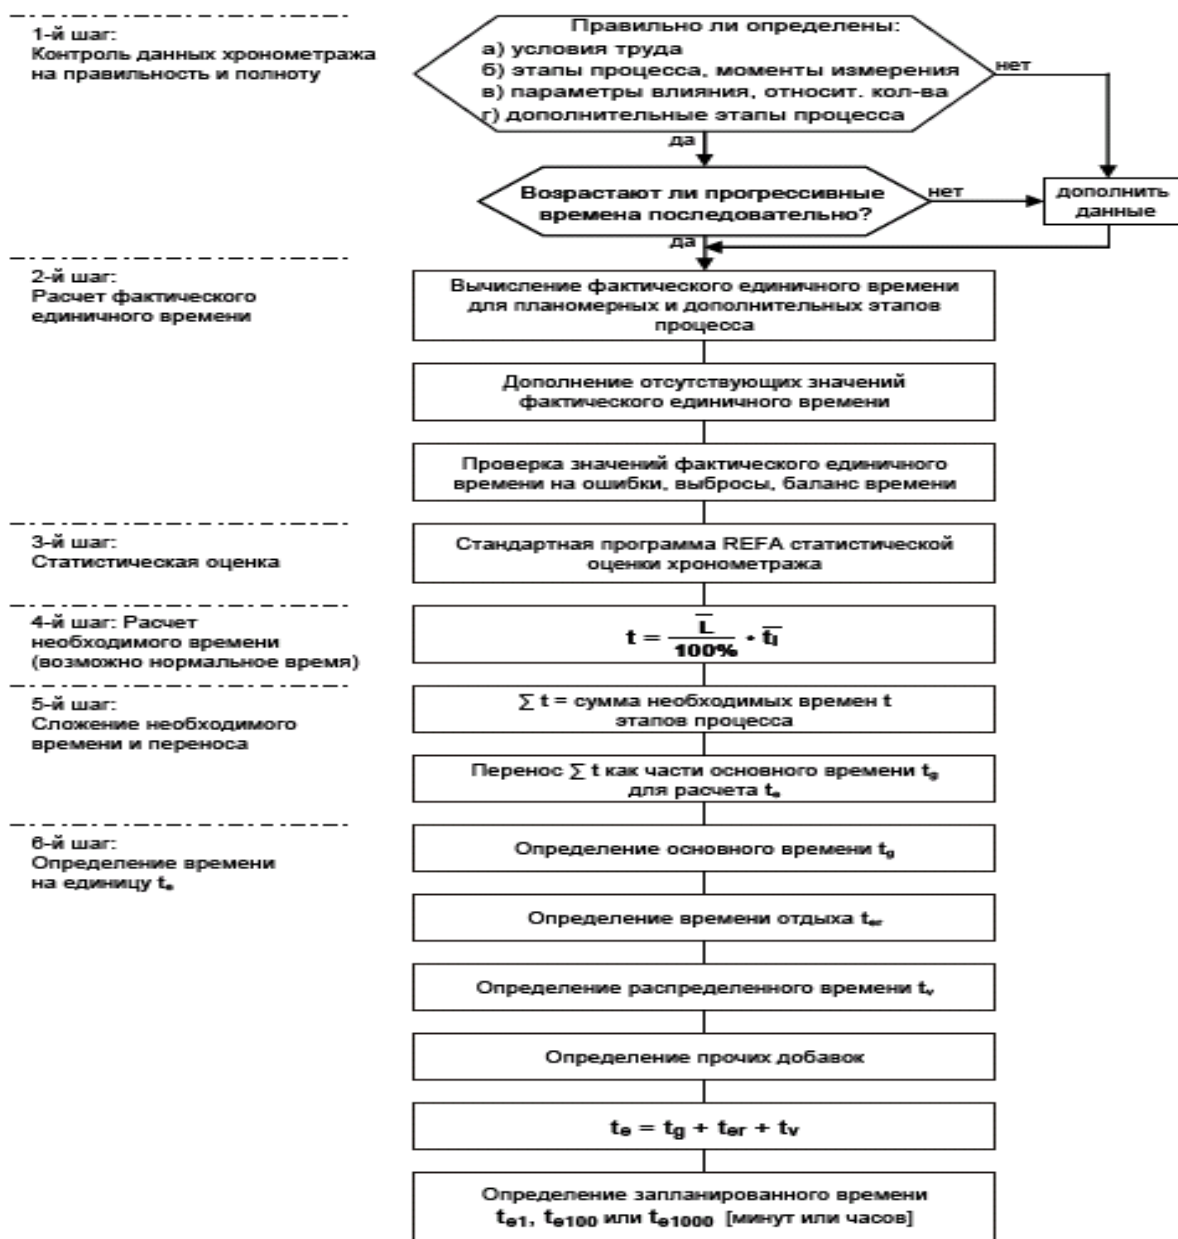 1-й шаг:
Контроль данных хронометража
на правильность и полноту
Правильно ли определены:
а) условия труда
б) этапы процесса, моменты измерения
в) параметры влияния, относит. кол-ва
г) дополнительные этапы процесса
нет
да
Возрастают ли прогрессивные
времена последовательно?
нет
дополнить
данные
да
2-й шаг:
Расчет фактического
единичного времени
Вычисление фактического единичного времени
для планомерных и дополнительных этапов
процесса
Дополнение отсутствующих значений
фактического единичного времени
Проверка значений фактического единичного
времени на ошибки, выбросы, баланс времени
3-й шаг:
Статистическая оценка
Стандартная программа REFA статистической
оценки хронометража
4-й шаг: Расчет
необходимого времени
(возможно нормальное время)
t = L̅ / 100% • t̅ᵢ
5-й шаг:
Сложение необходимого
времени и переноса
∑ t = сумма необходимых времен t
этапов процесса
Перенос ∑ t как части основного времени tg
для расчета te
6-й шаг:
Определение времени
на единицу te
Определение основного времени tg
Определение времени отдыха ter
Определение распределенного времени tv
Определение прочих добавок
te = tg + ter + tv
Определение запланированного времени
te1, te100 или te1000 [минут или часов]